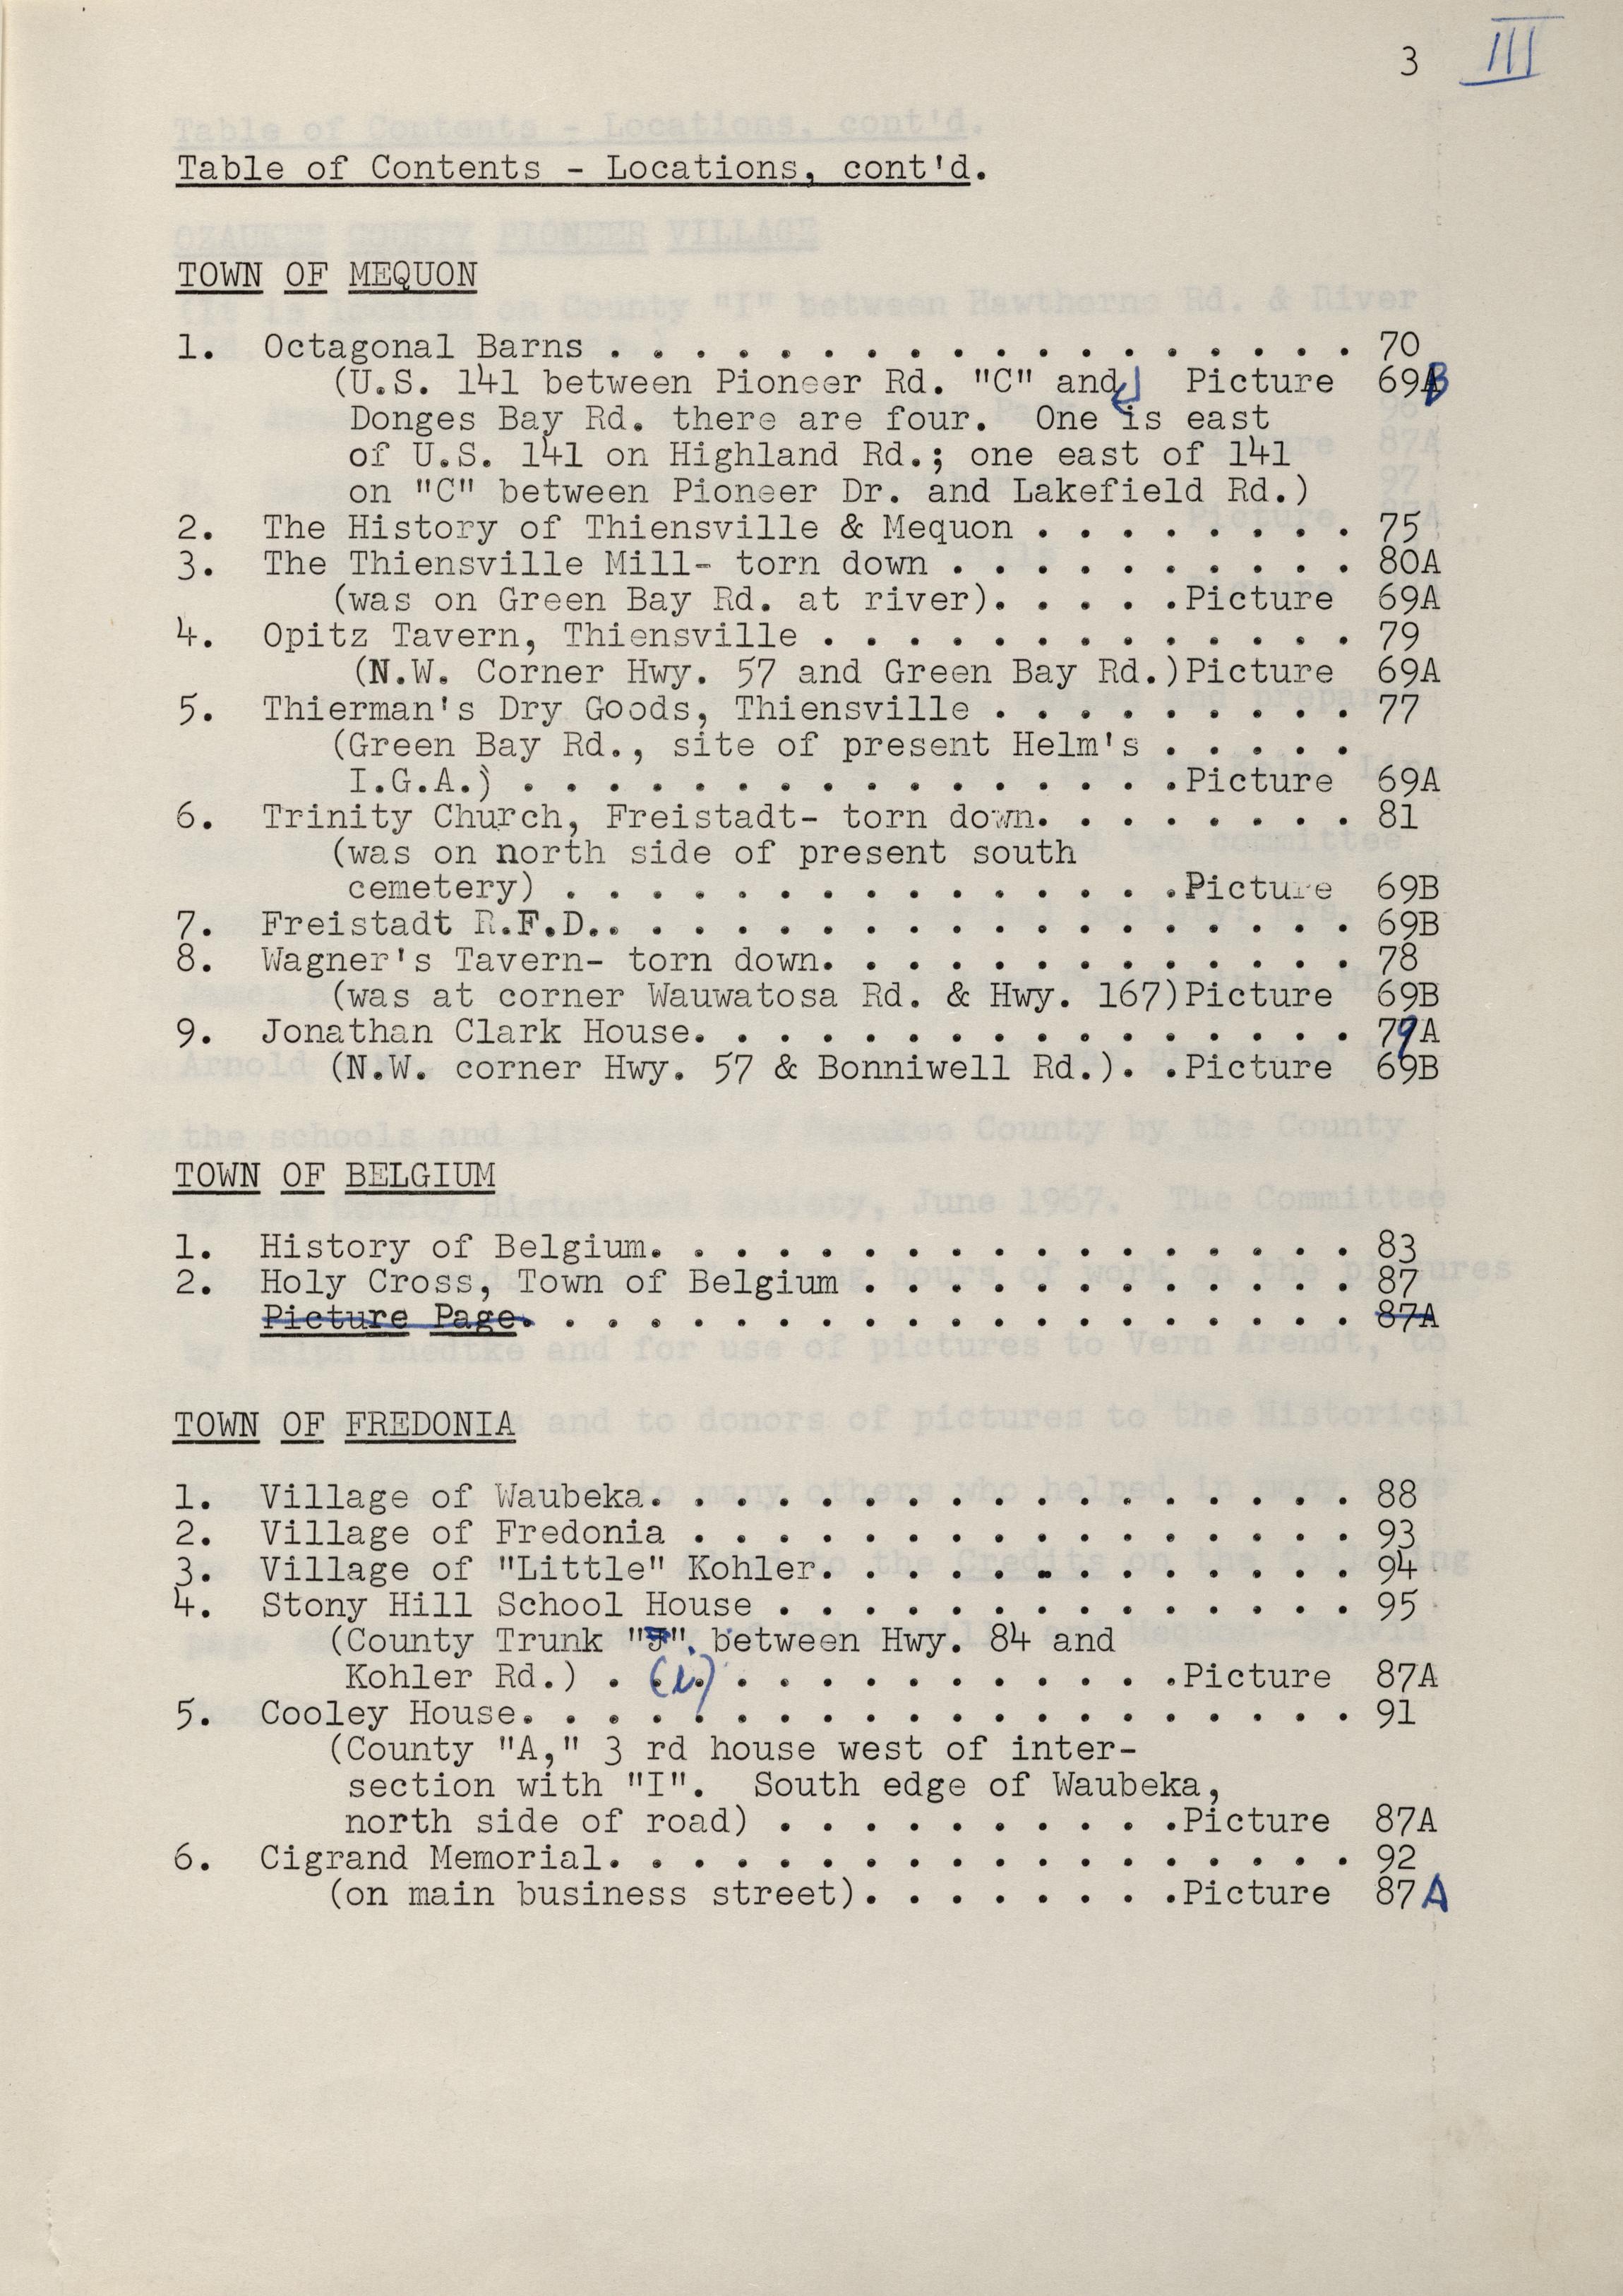 3 III
Table of Contents - Locations, cont'd.
TOWN OF MEQUON
1. Octagonal Barns . . . . . . . . . . . . . . . . . . 70
(U.S. 141 between Pioneer Rd. "C" and Picture 69B
Donges Bay Rd. there are four. One is east
of U.S. 141 on Highland Rd.; one east of 141
on "C" between Pioneer Dr. and Lakefield Rd.)
2. The History of Thiensville & Mequon . . . . . . . . 75
3. The Thiensville Mill- torn down . . . . . . . . . . 80A
(was on Green Bay Rd. at river). . . . .Picture 69A
4. Opitz Tavern, Thiensville . . . . . . . . . . . . . 79
(N.W. Corner Hwy. 57 and Green Bay Rd.)Picture 69A
5. Thierman's Dry Goods, Thiensville . . . . . . . . . 77
(Green Bay Rd., site of present Helm's . . . . .
I.G.A.) . . . . . . . . . . . . . . . .Picture 69A
6. Trinity Church, Freistadt- torn down. . . . . . . . 81
(was on north side of present south
cemetery) . . . . . . . . . . . . . . .Picture 69B
7. Freistadt R.F.D.. . . . . . . . . . . . . . . . . . 69B
8. Wagner's Tavern- torn down. . . . . . . . . . . . . 78
(was at corner Wauwatosa Rd. & Hwy. 167)Picture 69B
9. Jonathan Clark House. . . . . . . . . . . . . . . . 79A
(N.W. corner Hwy. 57 & Bonniwell Rd.). .Picture 69B
TOWN OF BELGIUM
1. History of Belgium. . . . . . . . . . . . . . . . . 83
2. Holy Cross, Town of Belgium . . . . . . . . . . . . 87
Picture Page. . . . . . . . . . . . . . . . . . . . 87A
TOWN OF FREDONIA
1. Village of Waubeka. . . . . . . . . . . . . . . . . 88
2. Village of Fredonia . . . . . . . . . . . . . . . . 93
3. Village of "Little" Kohler. . . . . . . . . . . . . 94
4. Stony Hill School House . . . . . . . . . . . . . . 95
(County Trunk " " between Hwy. 84 and
Kohler Rd.) . (i) . . . . . . . . . . .Picture 87A
5. Cooley House. . . . . . . . . . . . . . . . . . . . 91
(County "A," 3 rd house west of inter-
section with "I". South edge of Waubeka,
north side of road) . . . . . . . . . .Picture 87A
6. Cigrand Memorial. . . . . . . . . . . . . . . . . . 92
(on main business street). . . . . . . .Picture 87A